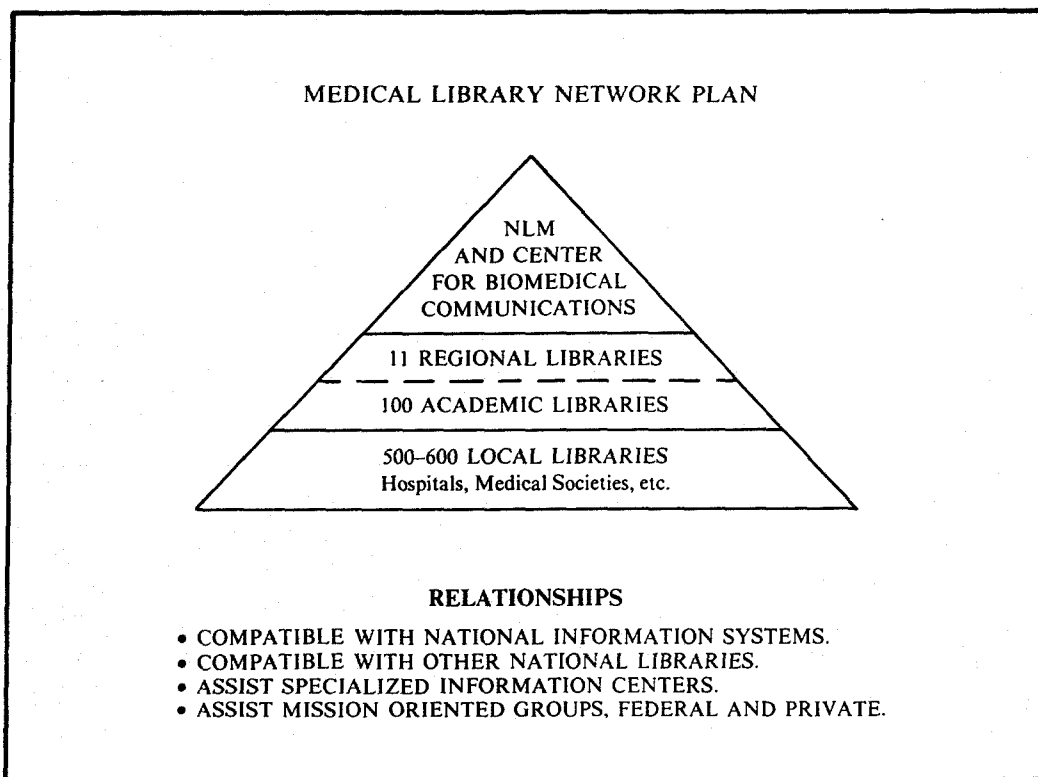 MEDICAL LIBRARY NETWORK PLAN
NLM
AND CENTER
FOR BIOMEDICAL
COMMUNICATIONS
11 REGIONAL LIBRARIES
100 ACADEMIC LIBRARIES
500–600 LOCAL LIBRARIES
Hospitals, Medical Societies, etc.
RELATIONSHIPS
• COMPATIBLE WITH NATIONAL INFORMATION SYSTEMS.
• COMPATIBLE WITH OTHER NATIONAL LIBRARIES.
• ASSIST SPECIALIZED INFORMATION CENTERS.
• ASSIST MISSION ORIENTED GROUPS, FEDERAL AND PRIVATE.